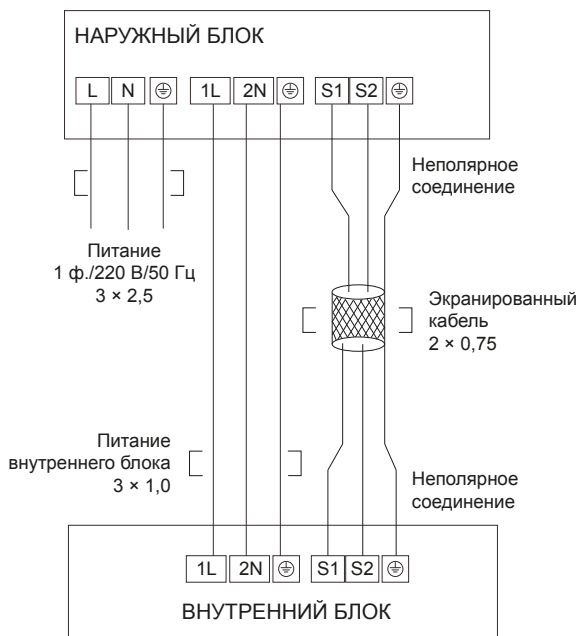 НАРУЖНЫЙ БЛОК
L N 1L 2N S1 S2
Неполярное
соединение
Питание
1 ф./220 В/50 Гц
3 × 2,5
Экранированный
кабель
2 × 0,75
Питание
внутреннего блока
3 × 1,0
Неполярное
соединение
1L 2N S1 S2
ВНУТРЕННИЙ БЛОК